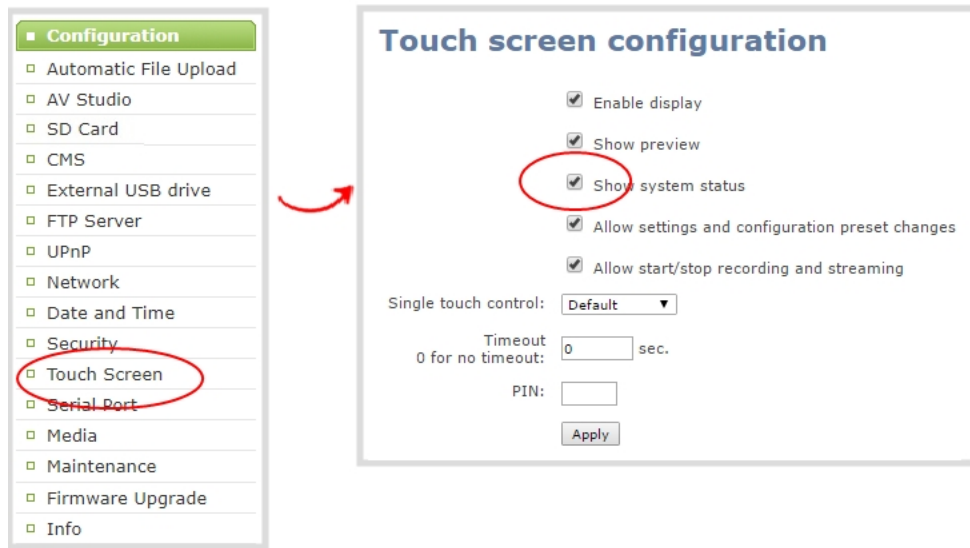 Configuration
Automatic File Upload
AV Studio
SD Card
CMS
External USB drive
FTP Server
UPnP
Network
Date and Time
Security
Touch Screen
Serial Port
Media
Maintenance
Firmware Upgrade
Info
Touch screen configuration
Enable display
Show preview
Show system status
Allow settings and configuration preset changes
Allow start/stop recording and streaming
Single touch control: Default
Timeout
0 for no timeout: 0 sec.
PIN:
Apply